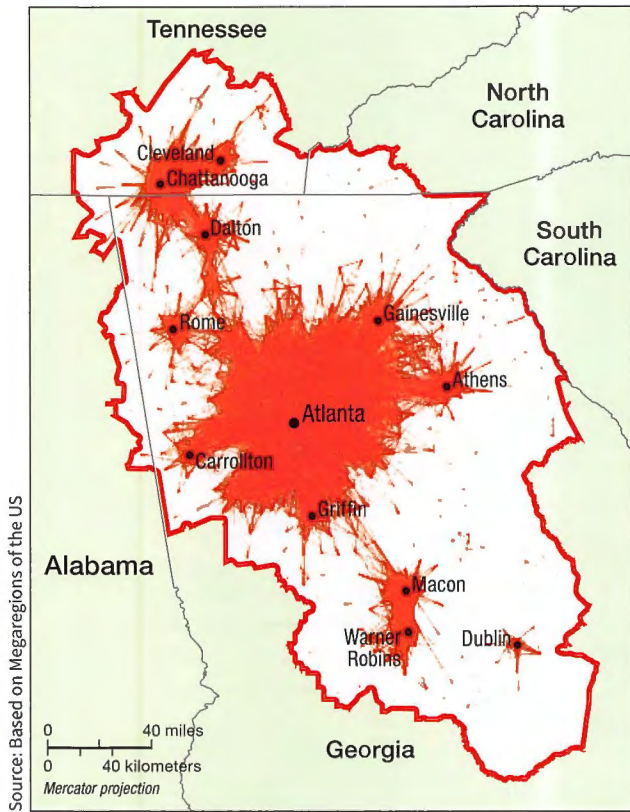 Tennessee
North
Carolina
Cleveland
Chattanooga
South
Carolina
Dalton
Gainesville
Rome
Athens
Atlanta
Carrollton
Griffin
Alabama
Macon
Warner
Robins
Dublin
0 40 miles
0 40 kilometers
Mercator projection
Georgia
Source: Based on Megaregions of the US